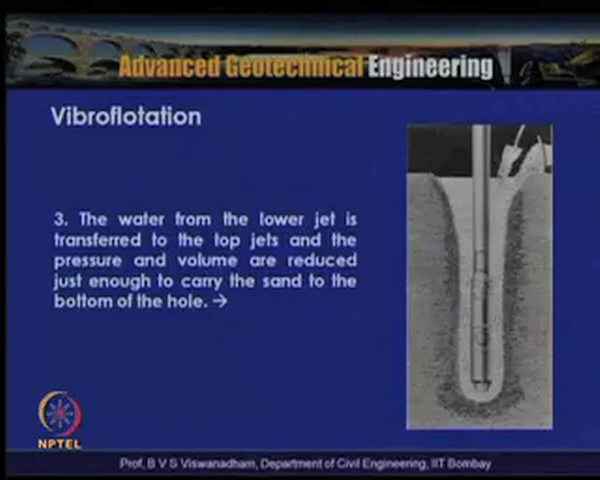 Advanced Geotechnical Engineering
Vibroflotation
3. The water from the lower jet is
transferred to the top jets and the
pressure and volume are reduced
just enough to carry the sand to the
bottom of the hole. →
NPTEL
Prof. B V S Viswanadham, Department of Civil Engineering, IIT Bombay